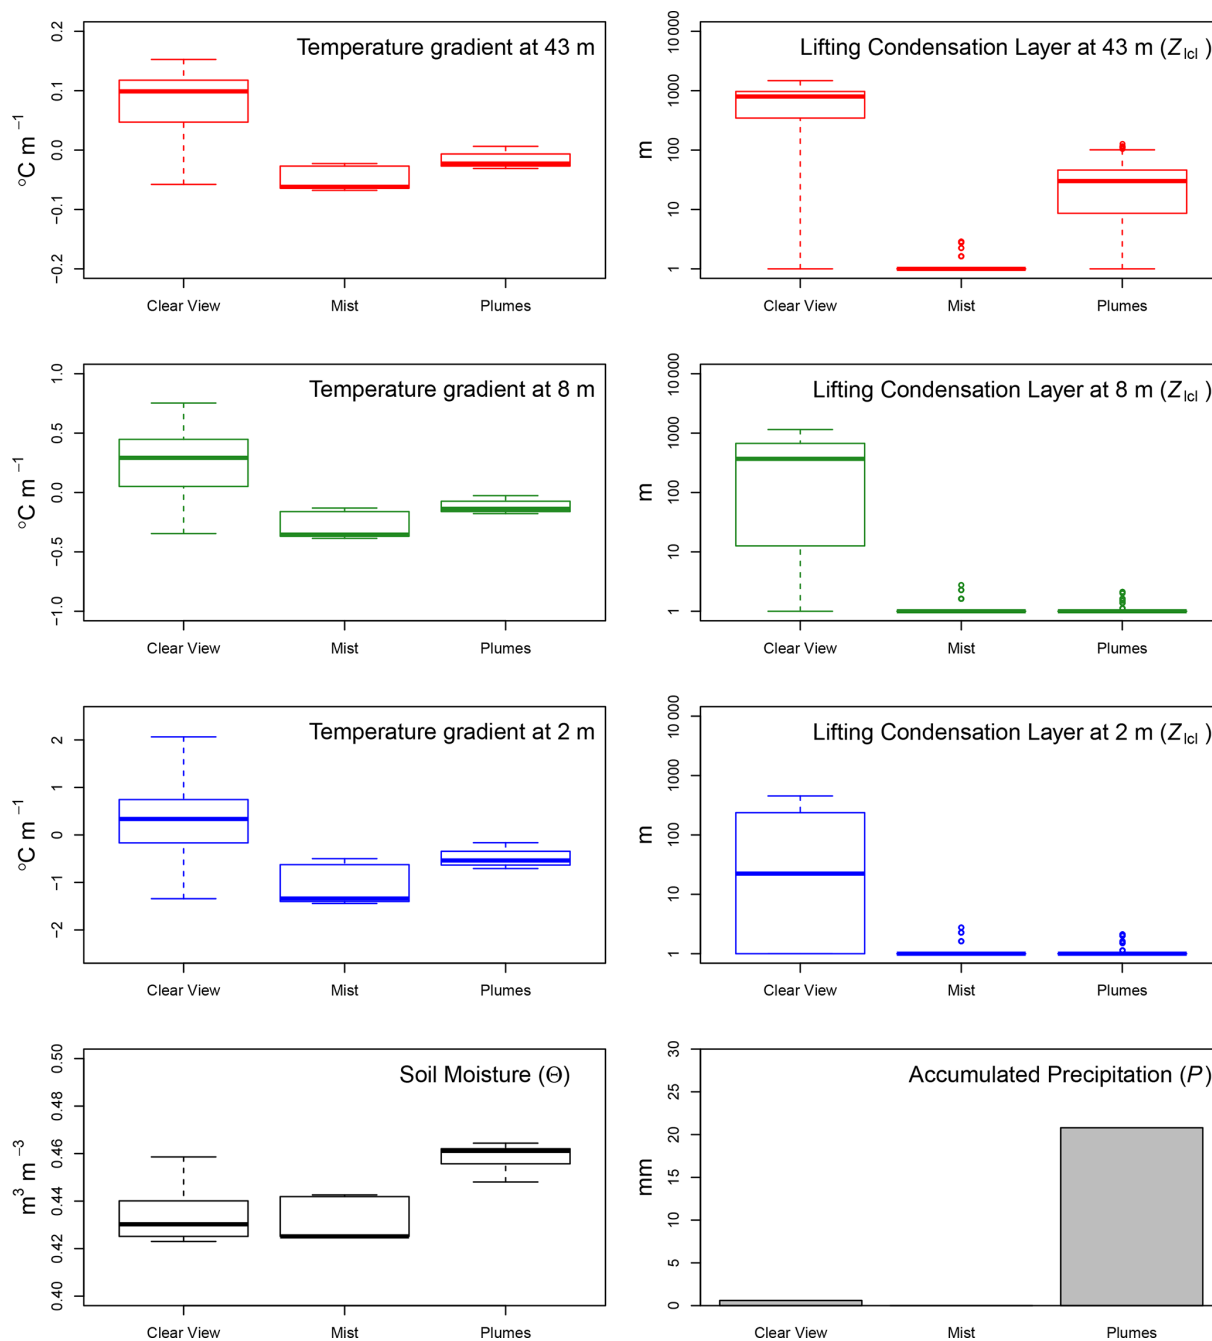 Temperature gradient at 43 m
°C m −1
0.2
0.1
0.0
−0.1
−0.2
Clear View Mist Plumes
Lifting Condensation Layer at 43 m (Zlcl )
m
10000
1000
100
10
1
Clear View Mist Plumes
Temperature gradient at 8 m
°C m −1
1.0
0.5
0.0
−0.5
−1.0
Clear View Mist Plumes
Lifting Condensation Layer at 8 m (Zlcl )
m
10000
1000
100
10
1
Clear View Mist Plumes
Temperature gradient at 2 m
°C m −1
2
1
0
−1
−2
Clear View Mist Plumes
Lifting Condensation Layer at 2 m (Zlcl )
m
10000
1000
100
10
1
Clear View Mist Plumes
Soil Moisture (Θ)
m3 m −3
0.50
0.48
0.46
0.44
0.42
0.40
Clear View Mist Plumes
Accumulated Precipitation (P)
mm
30
25
20
15
10
5
0
Clear View Mist Plumes